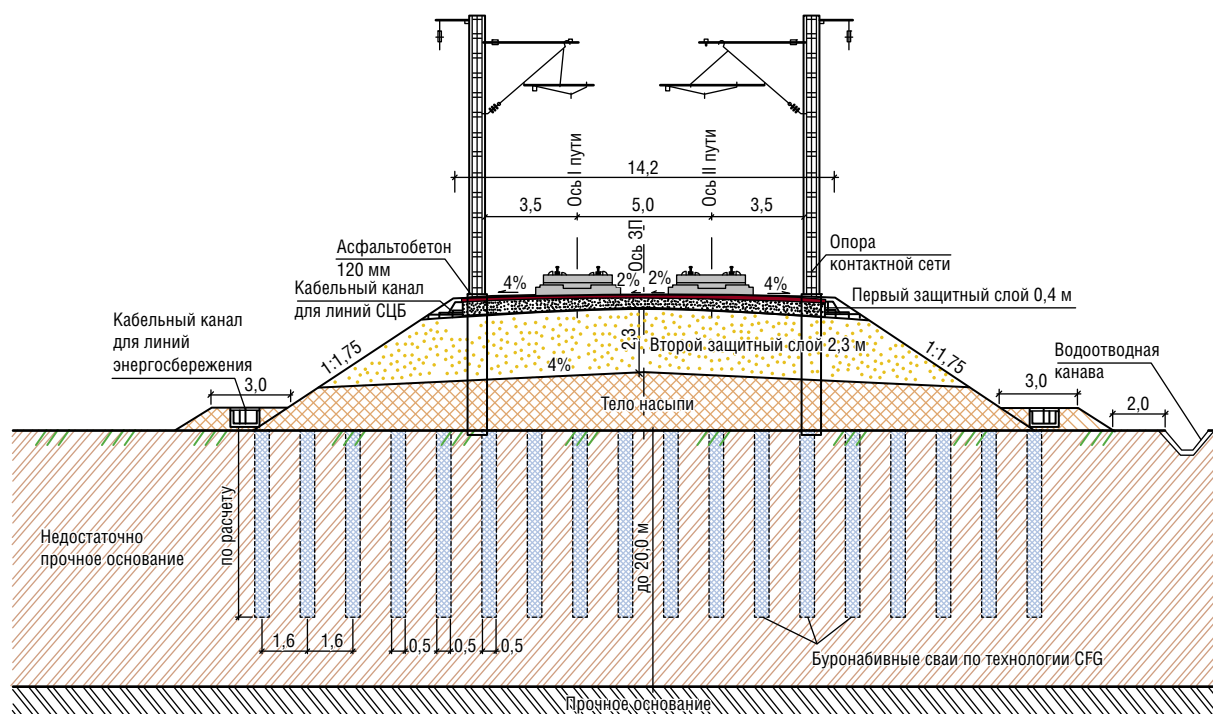 Ось I пути
Ось II пути
14,2
3,5
5,0
3,5
Ось ЗП
Асфальтобетон
120 мм
Опора
контактной сети
4%
2%
2%
4%
Кабельный канал
для линий СЦБ
Первый защитный слой 0,4 м
Кабельный канал
для линий
энергосбережения
1:1,75
2,3
Второй защитный слой 2,3 м
1:1,75
Водоотводная
канава
4%
3,0
Тело насыпи
3,0
2,0
Недостаточно
прочное основание
по расчету
до 20,0 м
1,6
1,6
0,5
0,5
0,5
Буронабивные сваи по технологии CFG
Прочное основание